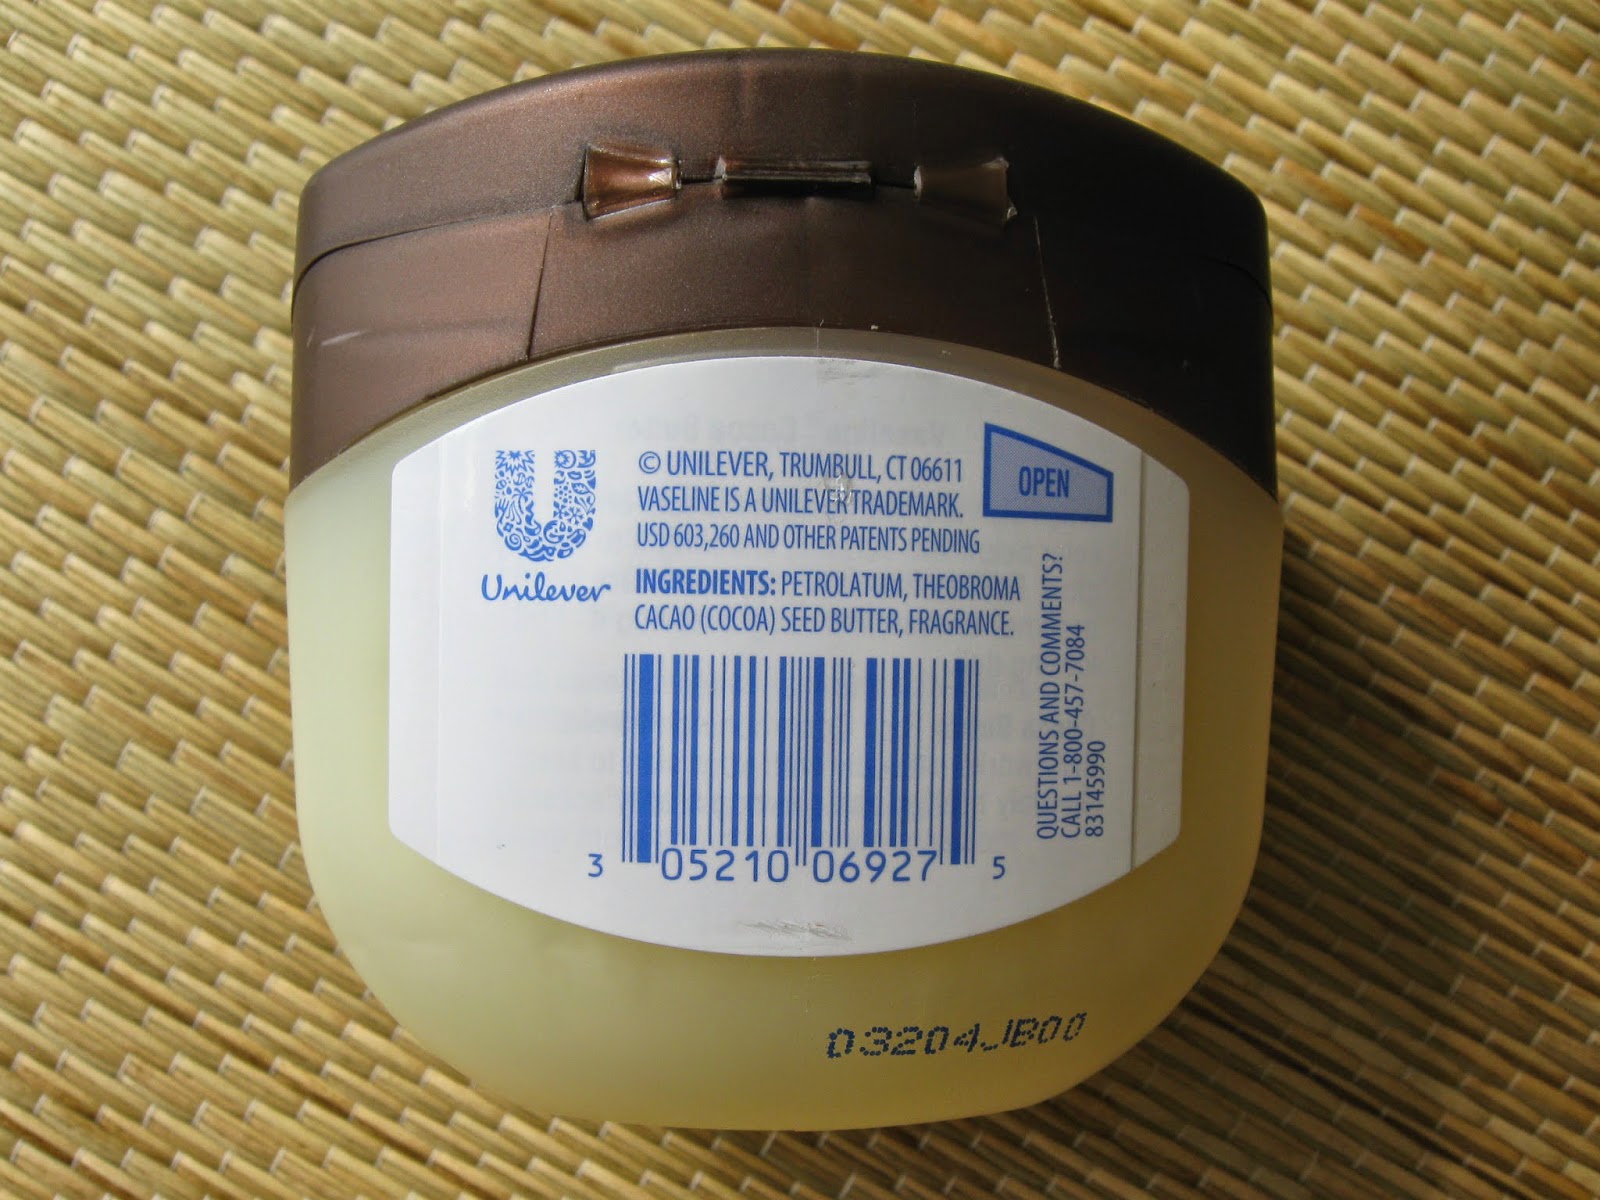 Unilever
© UNILEVER, TRUMBULL, CT 06611
VASELINE IS A UNILEVER TRADEMARK.
USD 603,260 AND OTHER PATENTS PENDING
INGREDIENTS: PETROLATUM, THEOBROMA
CACAO (COCOA) SEED BUTTER, FRAGRANCE.
OPEN
QUESTIONS AND COMMENTS?
CALL 1-800-457-7084
83145990
3 05210 06927 5
03204JB00